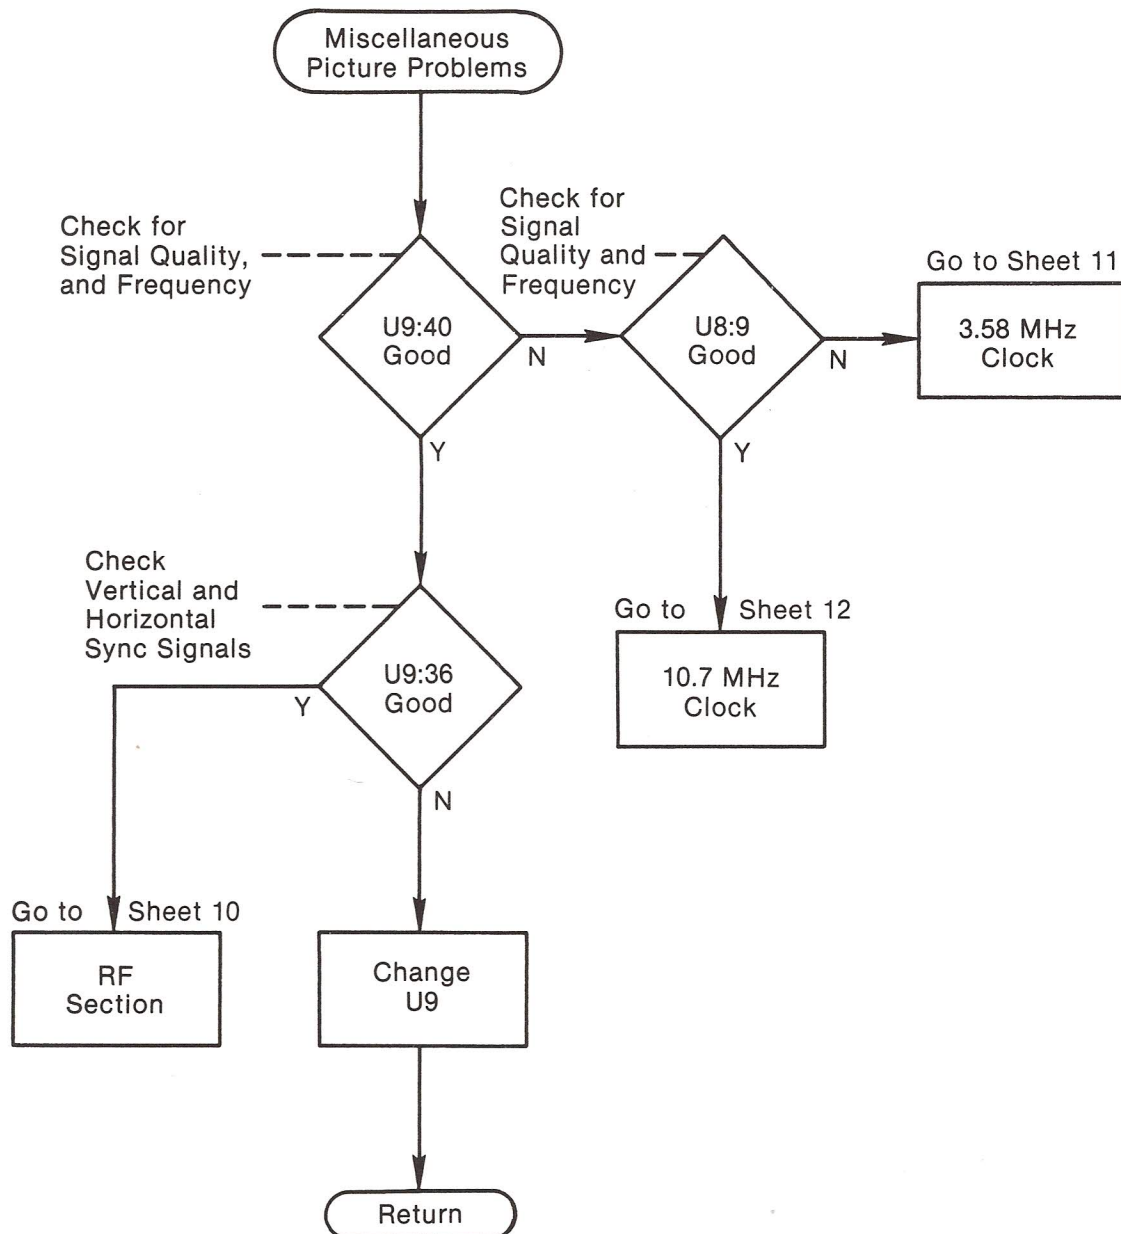 Miscellaneous
Picture Problems
Check for
Signal Quality,
and Frequency
U9:40
Good
N
Y
Check for
Signal
Quality and
Frequency
U8:9
Good
N
Y
Go to Sheet 11
3.58 MHz
Clock
Go to Sheet 12
10.7 MHz
Clock
Check
Vertical and
Horizontal
Sync Signals
U9:36
Good
Y
N
Go to Sheet 10
RF
Section
Change
U9
Return